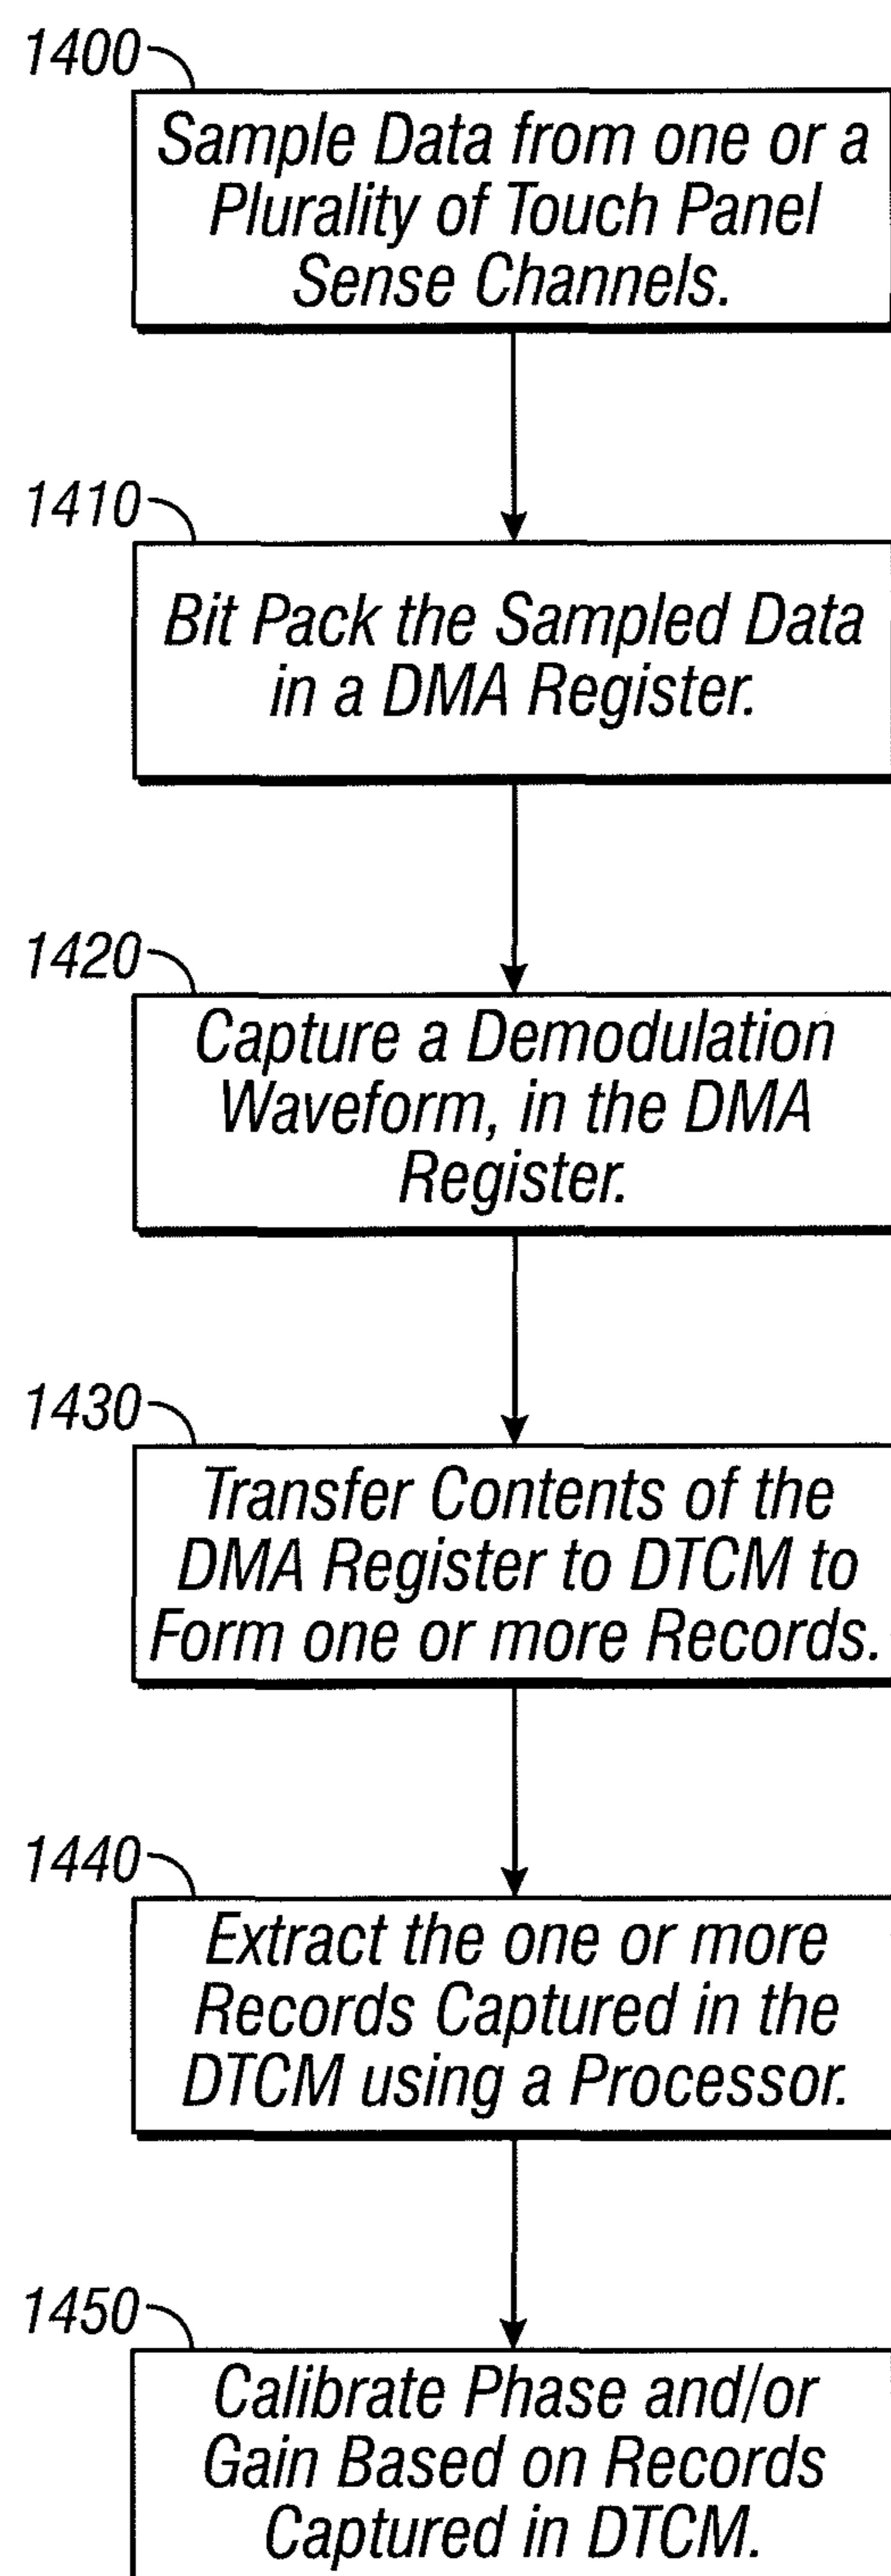 1400
Sample Data from one or a
Plurality of Touch Panel
Sense Channels.
1410
Bit Pack the Sampled Data
in a DMA Register.
1420
Capture a Demodulation
Waveform, in the DMA
Register.
1430
Transfer Contents of the
DMA Register to DTCM to
Form one or more Records.
1440
Extract the one or more
Records Captured in the
DTCM using a Processor.
1450
Calibrate Phase and/or
Gain Based on Records
Captured in DTCM.